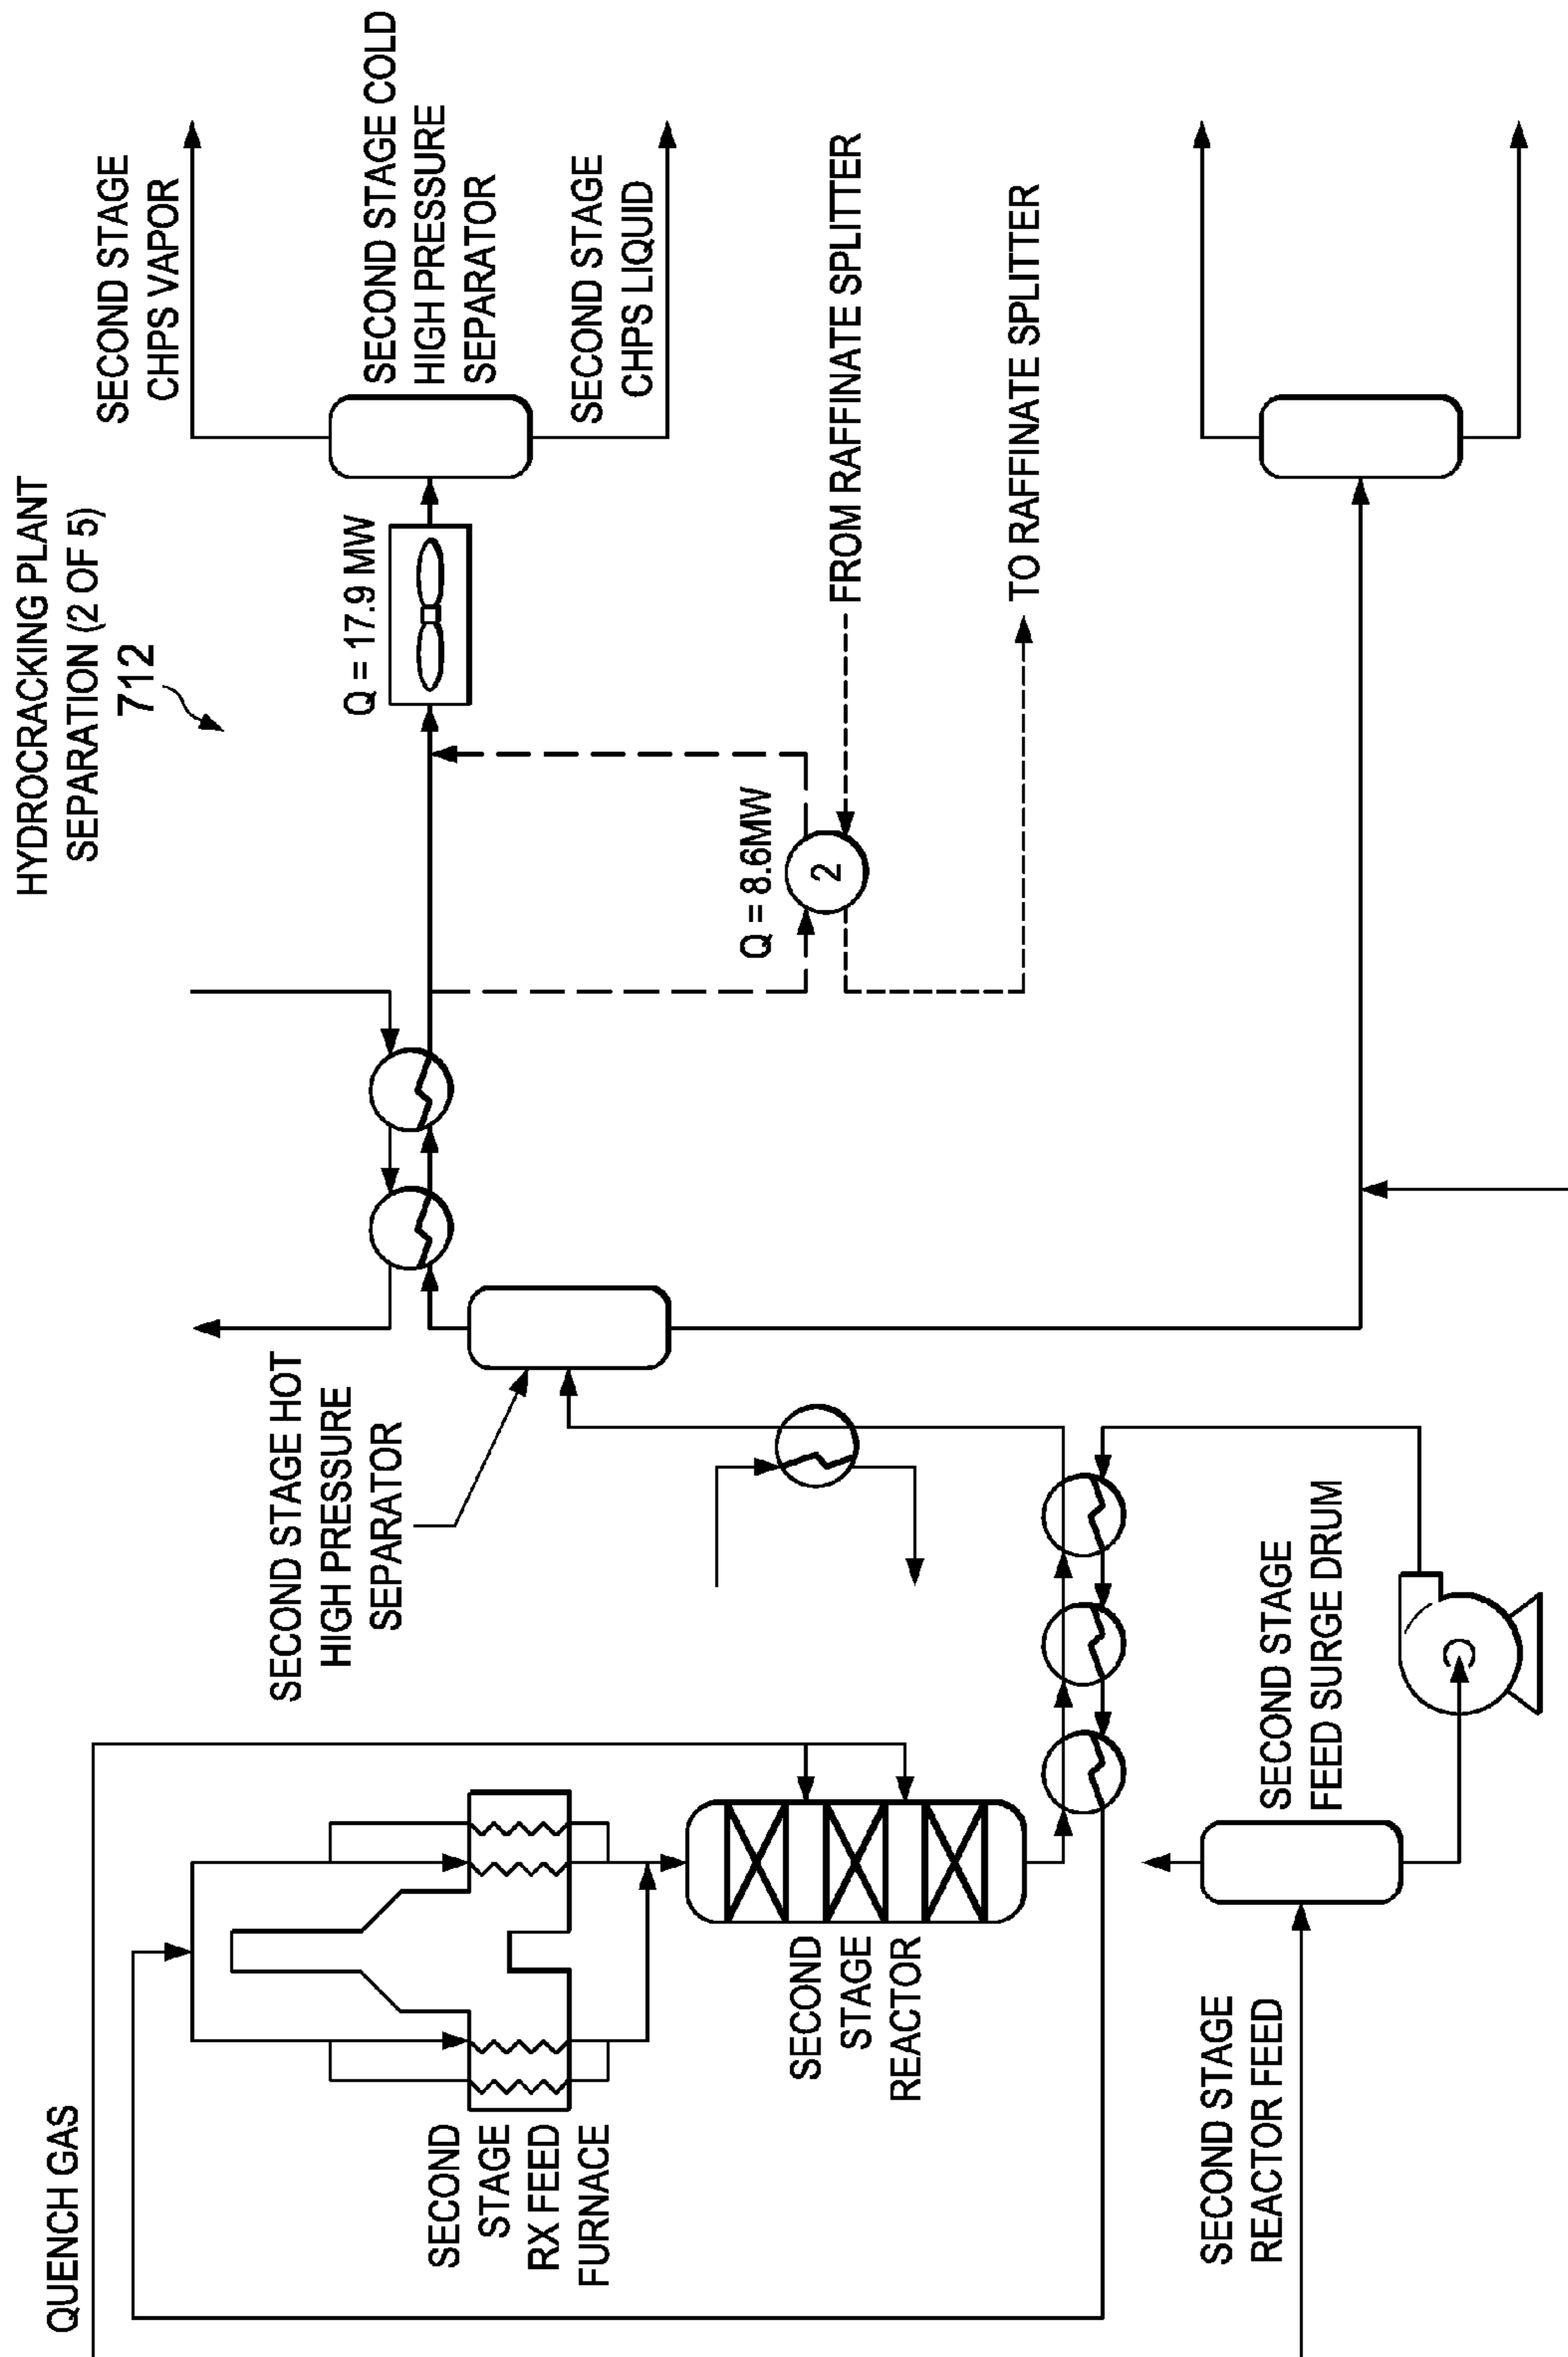 HYDROCRACKING PLANT
SEPARATION (2 OF 5)
712
QUENCH GAS
SECOND
STAGE
RX FEED
FURNACE
SECOND
STAGE
REACTOR
SECOND STAGE
REACTOR FEED
SECOND STAGE
FEED SURGE DRUM
SECOND STAGE HOT
HIGH PRESSURE
SEPARATOR
Q = 8.6MW
2
Q = 17.9 MW
SECOND STAGE
CHPS VAPOR
SECOND STAGE COLD
HIGH PRESSURE
SEPARATOR
SECOND STAGE
CHPS LIQUID
FROM RAFFINATE SPLITTER
TO RAFFINATE SPLITTER